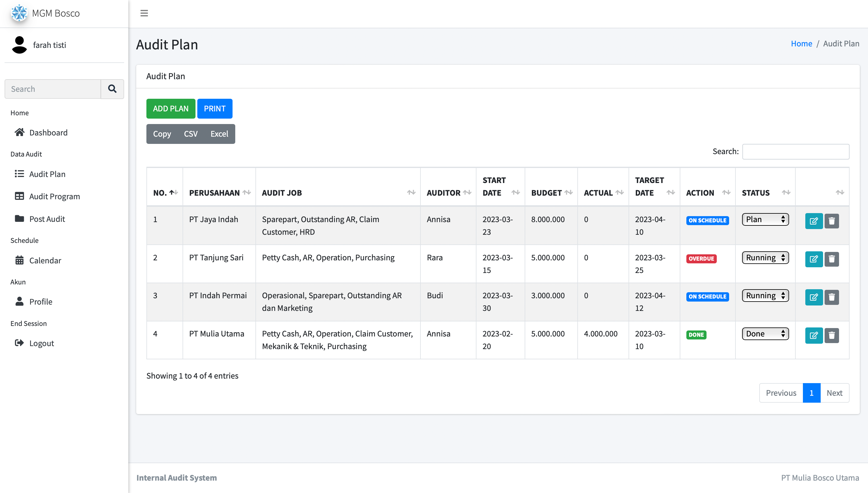 MGM Bosco
farah tisti
Search
Home
Dashboard
Data Audit
Audit Plan
Audit Program
Post Audit
Schedule
Calendar
Akun
Profile
End Session
Logout
Audit Plan
Home / Audit Plan
Audit Plan
ADD PLAN PRINT
Copy CSV Excel
Search:
NO. PERUSAHAAN AUDIT JOB AUDITOR START DATE BUDGET ACTUAL TARGET DATE ACTION STATUS
1 PT Jaya Indah Sparepart, Outstanding AR, Claim Customer, HRD Annisa 2023-03-23 8.000.000 0 2023-04-10 ON SCHEDULE Plan
2 PT Tanjung Sari Petty Cash, AR, Operation, Purchasing Rara 2023-03-15 5.000.000 0 2023-03-25 OVERDUE Running
3 PT Indah Permai Operasional, Sparepart, Outstanding AR dan Marketing Budi 2023-03-30 3.000.000 0 2023-04-12 ON SCHEDULE Running
4 PT Mulia Utama Petty Cash, AR, Operation, Claim Customer, Mekanik & Teknik, Purchasing Annisa 2023-02-20 5.000.000 4.000.000 2023-03-10 DONE Done
Showing 1 to 4 of 4 entries
Previous 1 Next
Internal Audit System
PT Mulia Bosco Utama